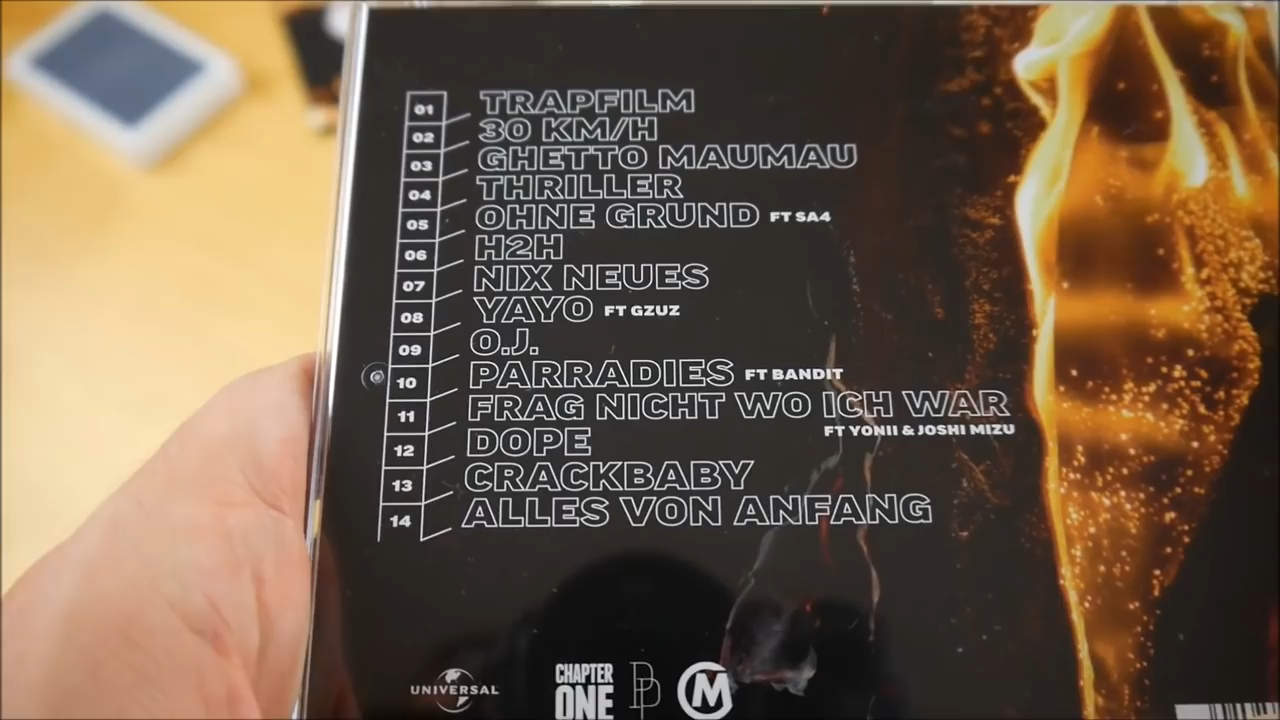 01 TRAPFILM
02 30 KM/H
03 GHETTO MAUMAU
04 THRILLER
05 OHNE GRUND FT SA4
06 H2H
07 NIX NEUES
08 YAYO FT GZUZ
09 O.J.
10 PARRADIES FT BANDIT
11 FRAG NICHT WO ICH WAR
FT YONII & JOSHI MIZU
12 DOPE
13 CRACKBABY
14 ALLES VON ANFANG
UNIVERSAL
CHAPTER
ONE
M